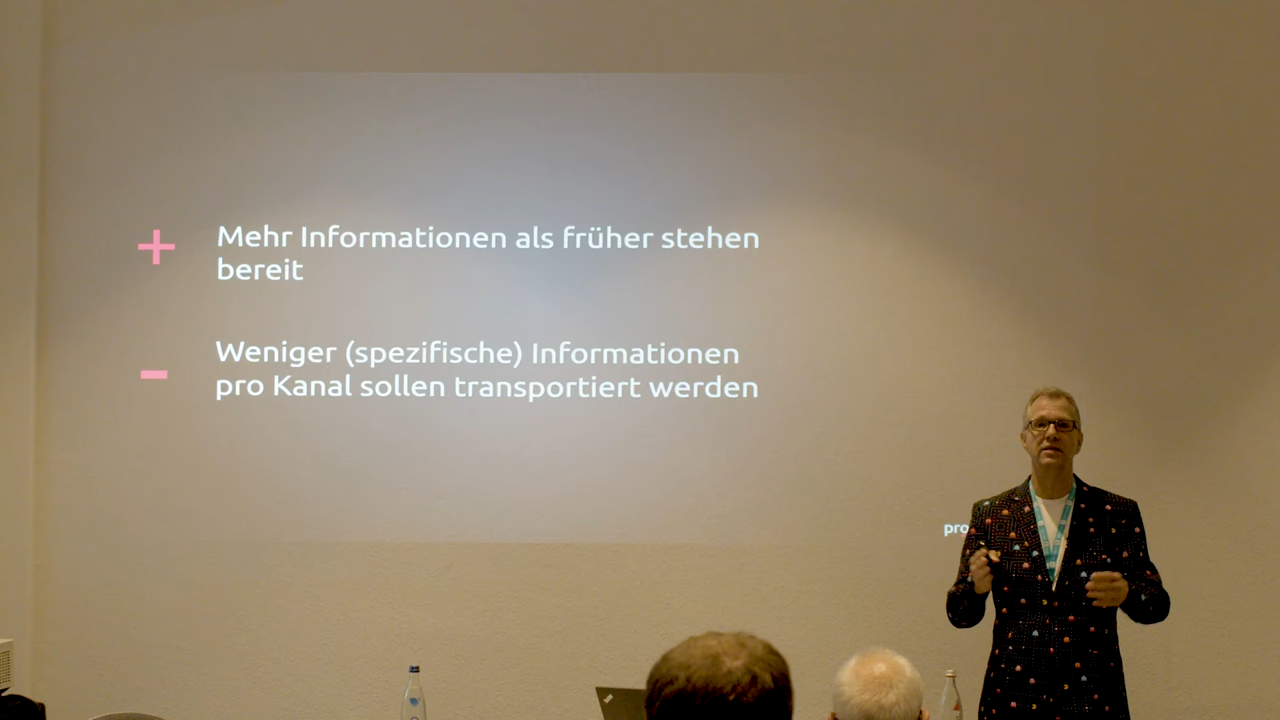 + Mehr Informationen als früher stehen
bereit
- Weniger (spezifische) Informationen
pro Kanal sollen transportiert werden
pro